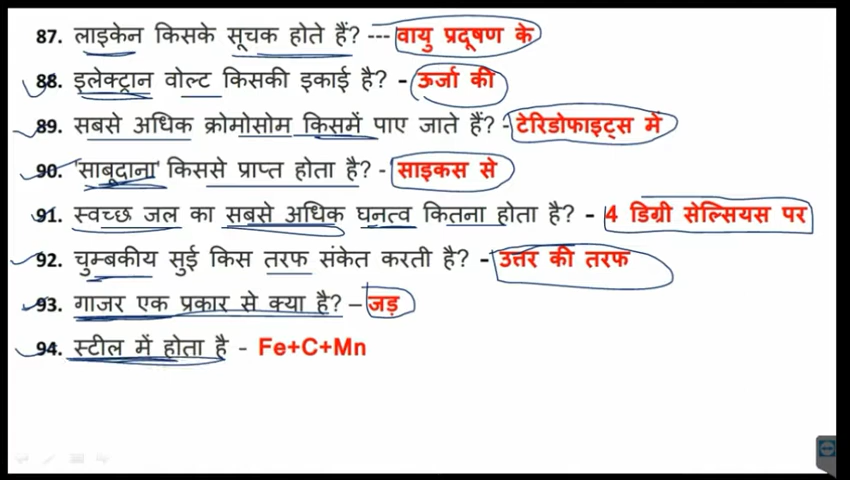 87. लाइकेन किसके सूचक होते हैं? --- वायु प्रदूषण के
88. इलेक्ट्रान वोल्ट किसकी इकाई है? - ऊर्जा की
89. सबसे अधिक क्रोमोसोम किसमें पाए जाते हैं? - टेरिडोफाइट्स में
90. 'साबूदाना' किससे प्राप्त होता है? - साइकस से
91. स्वच्छ जल का सबसे अधिक घनत्व कितना होता है? - 4 डिग्री सेल्सियस पर
92. चुम्बकीय सुई किस तरफ संकेत करती है? - उत्तर की तरफ
93. गाजर एक प्रकार से क्या है? – जड़
94. स्टील में होता है - Fe+C+Mn